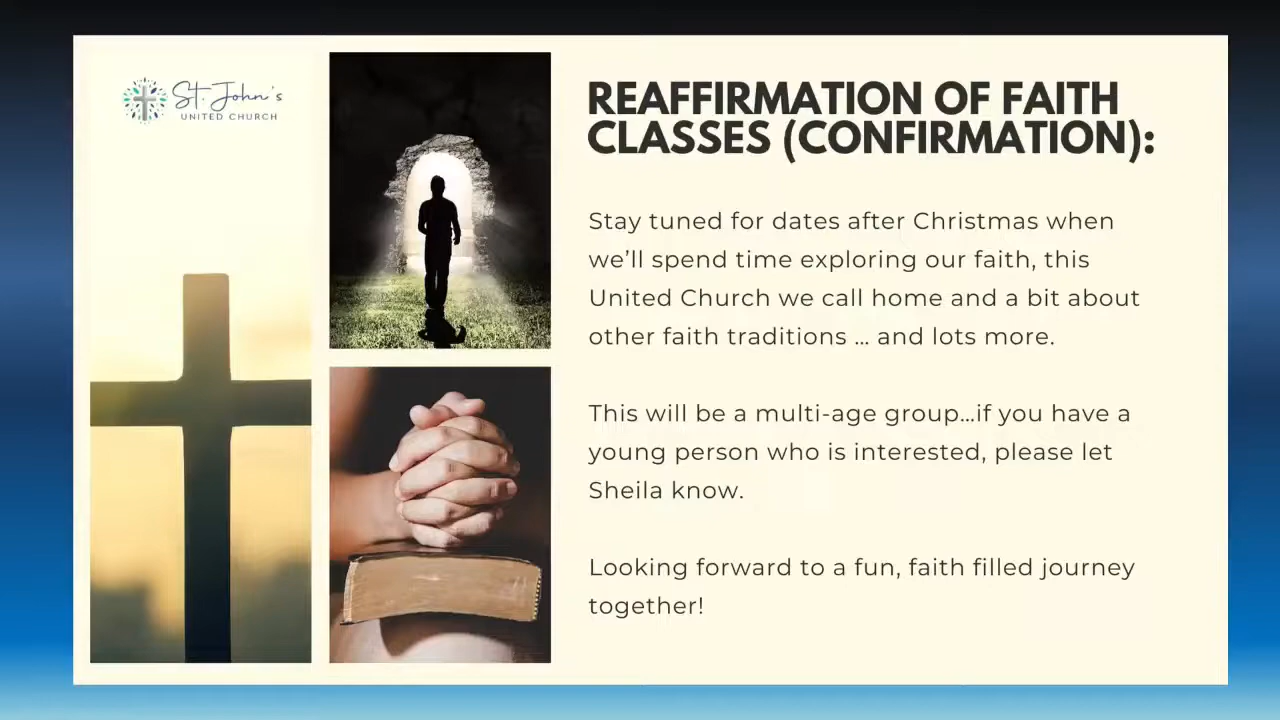 St. John's
UNITED CHURCH
REAFFIRMATION OF FAITH
CLASSES (CONFIRMATION):
Stay tuned for dates after Christmas when
we’ll spend time exploring our faith, this
United Church we call home and a bit about
other faith traditions ... and lots more.
This will be a multi-age group...if you have a
young person who is interested, please let
Sheila know.
Looking forward to a fun, faith filled journey
together!